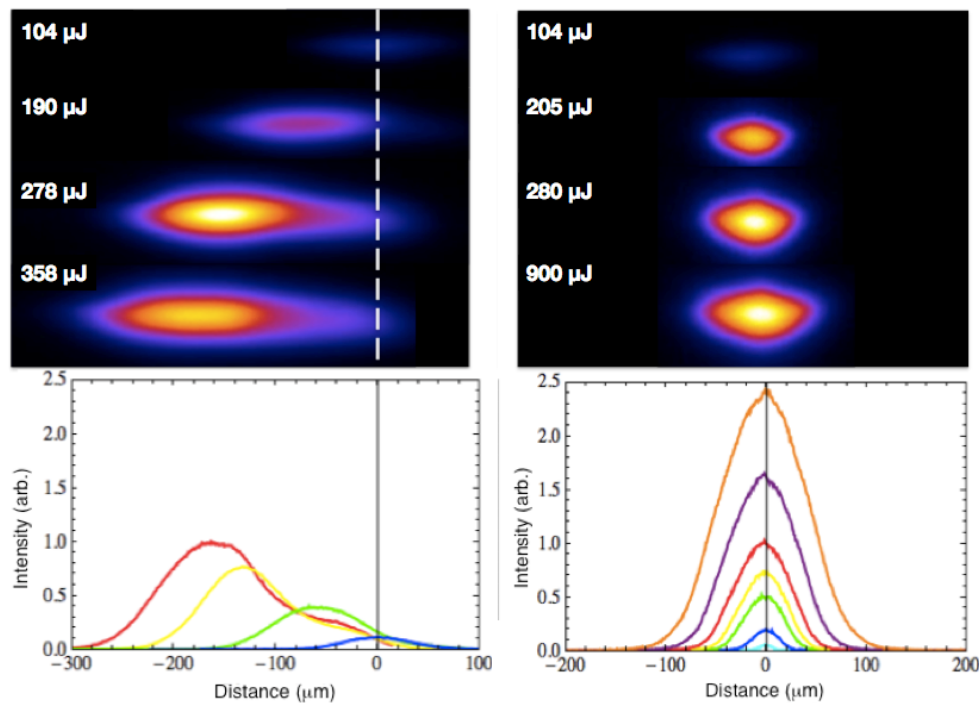 104 µJ
190 µJ
278 µJ
358 µJ
104 µJ
205 µJ
280 µJ
900 µJ
2.5
2.0
1.5
1.0
0.5
0.0
Intensity (arb.)
−300 −200 −100 0 100
Distance (µm)
2.5
2.0
1.5
1.0
0.5
0.0
Intensity (arb.)
−200 −100 0 100 200
Distance (µm)